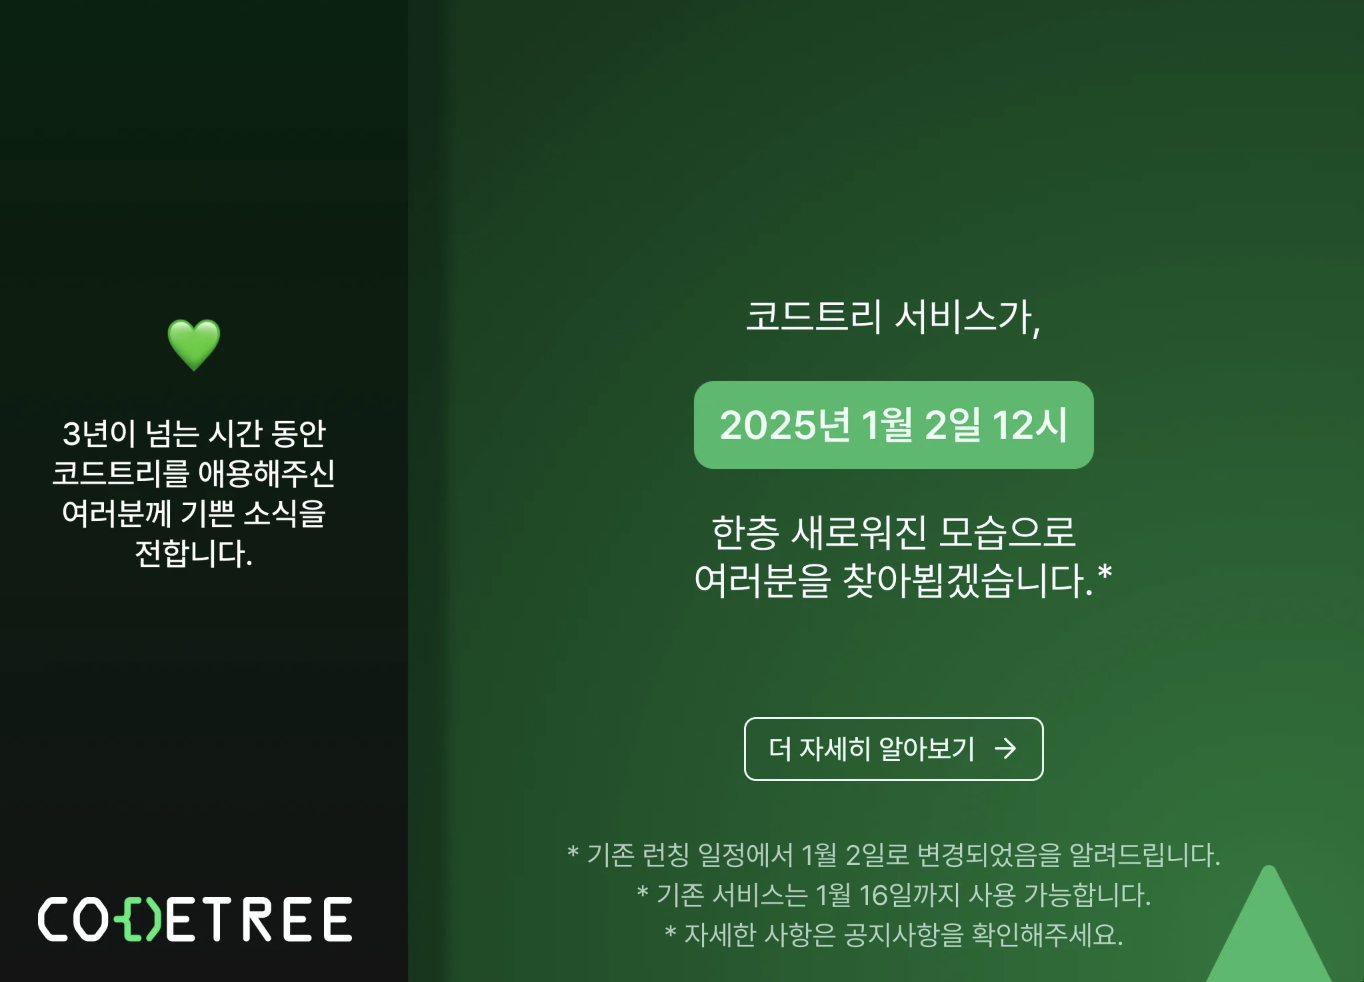 3년이 넘는 시간 동안
코드트리를 애용해주신
여러분께 기쁜 소식을
전합니다.
CODETREE
코드트리 서비스가,
2025년 1월 2일 12시
한층 새로워진 모습으로
여러분을 찾아뵙겠습니다.*
더 자세히 알아보기 →
* 기존 런칭 일정에서 1월 2일로 변경되었음을 알려드립니다.
* 기존 서비스는 1월 16일까지 사용 가능합니다.
* 자세한 사항은 공지사항을 확인해주세요.